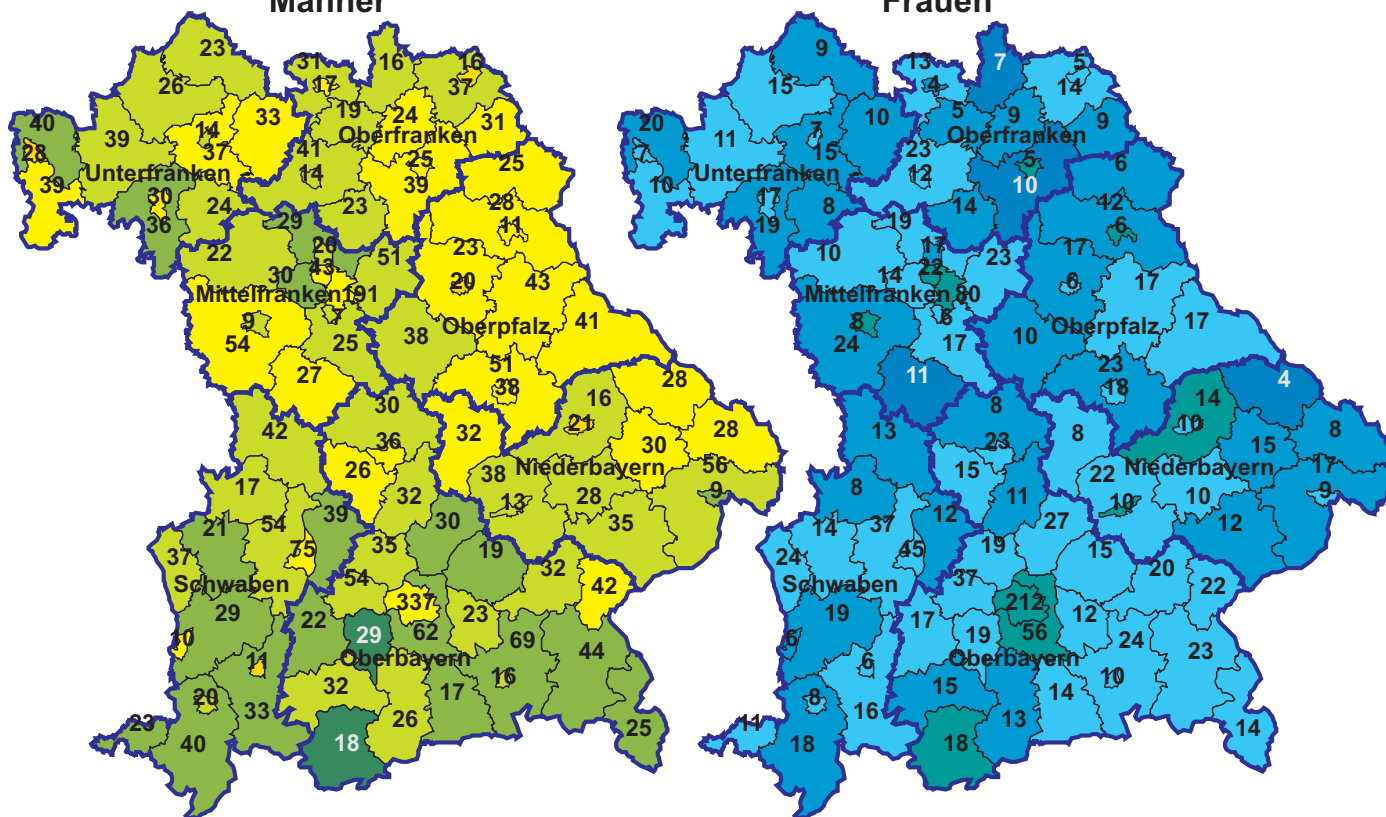 Männer Frauen
23 9
31 17 16 16 13 4 7 5
26 37 15 14
40 39 14 33 19 24 31 20 11 7 10 5 9 9
Oberfranken Oberfranken
28 37 41 25 25 7 15 23 5 6
Unterfranken Unterfranken
39 14 39 10 12 10
30 24 23 28 17 8 14 12
36 29 11 19 19 6
22 20 23 51 10 17 17 23
30 43 20 43 14 22 6 17
Mittelfranken 191 Mittelfranken 80
9 7 Oberpfalz 41 8 6 Oberpfalz 17
54 25 38 24 17 10
27 51 28 11 23 4
38 16 18 14
42 30 32 21 28 13 8 8 10 8
36 30 23 15
26 38 Niederbayern 56 15 22 Niederbayern 17
17 32 13 28 9 8 11 10 10 9
21 54 39 30 35 14 37 12 27 12
37 75 35 19 24 45 19 15
Schwaben 54 32 42 Schwaben 37 20 22
29 22 337 23 19 17 212 12
10 29 62 69 44 6 19 56 24 23
11 Oberbayern 6 Oberbayern
20 32 17 16 8 15 14 10
23 33 26 25 11 16 13 14
40 18 18 18